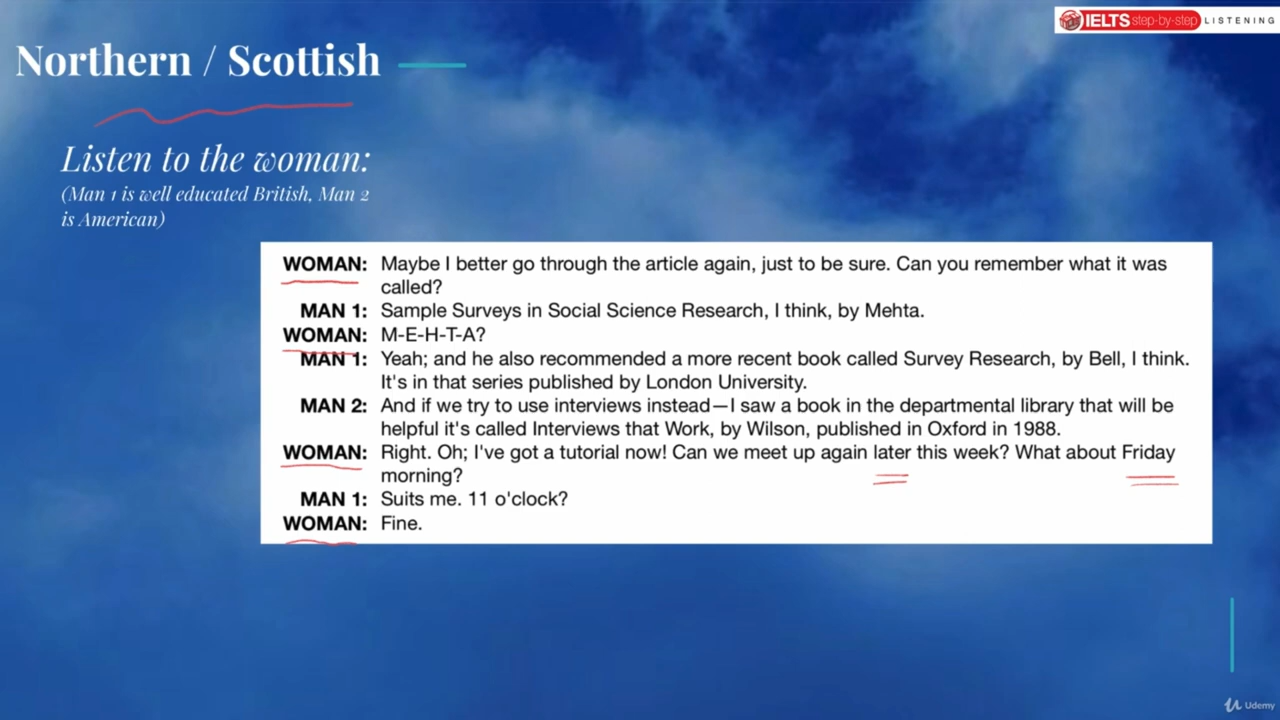 IELTS step-by-step LISTENING
Northern / Scottish
Listen to the woman:
(Man 1 is well educated British, Man 2
is American)
WOMAN: Maybe I better go through the article again, just to be sure. Can you remember what it was
called?
MAN 1: Sample Surveys in Social Science Research, I think, by Mehta.
WOMAN: M-E-H-T-A?
MAN 1: Yeah; and he also recommended a more recent book called Survey Research, by Bell, I think.
It's in that series published by London University.
MAN 2: And if we try to use interviews instead—I saw a book in the departmental library that will be
helpful it's called Interviews that Work, by Wilson, published in Oxford in 1988.
WOMAN: Right. Oh; I've got a tutorial now! Can we meet up again later this week? What about Friday
morning?
MAN 1: Suits me. 11 o'clock?
WOMAN: Fine.
Udemy